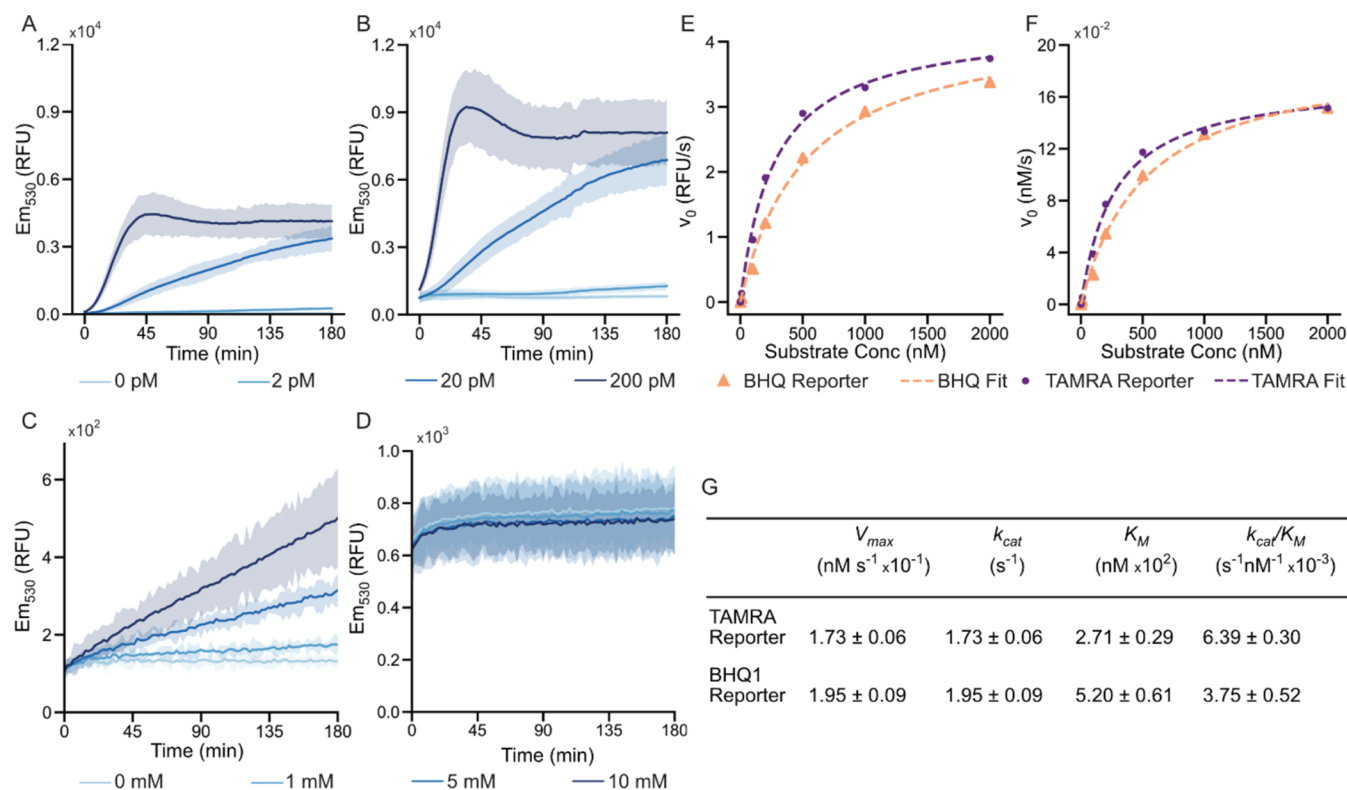 A
x10⁴
1.2
0.9
0.6
0.3
0.0
Em₅₃₀ (RFU)
0 45 90 135 180
Time (min)
B
x10⁴
1.2
0.9
0.6
0.3
0.0
Em₅₃₀ (RFU)
0 45 90 135 180
Time (min)
0 pM 2 pM 20 pM 200 pM
E
4
3
2
1
0
v₀ (RFU/s)
0 500 1000 1500 2000
Substrate Conc (nM)
F
x10⁻²
20
16
12
8
4
0
v₀ (nM/s)
0 500 1000 1500 2000
Substrate Conc (nM)
BHQ Reporter BHQ Fit TAMRA Reporter TAMRA Fit
C
x10²
6
4
2
0
Em₅₃₀ (RFU)
0 45 90 135 180
Time (min)
D
x10³
1.0
0.8
0.6
0.4
0.2
0.0
Em₅₃₀ (RFU)
0 45 90 135 180
Time (min)
0 mM 1 mM 5 mM 10 mM
G
Vmax kcat KM kcat/KM
(nM s⁻¹ x10⁻¹) (s⁻¹) (nM x10²) (s⁻¹nM⁻¹ x10⁻³)
TAMRA
Reporter 1.73 ± 0.06 1.73 ± 0.06 2.71 ± 0.29 6.39 ± 0.30
BHQ1
Reporter 1.95 ± 0.09 1.95 ± 0.09 5.20 ± 0.61 3.75 ± 0.52